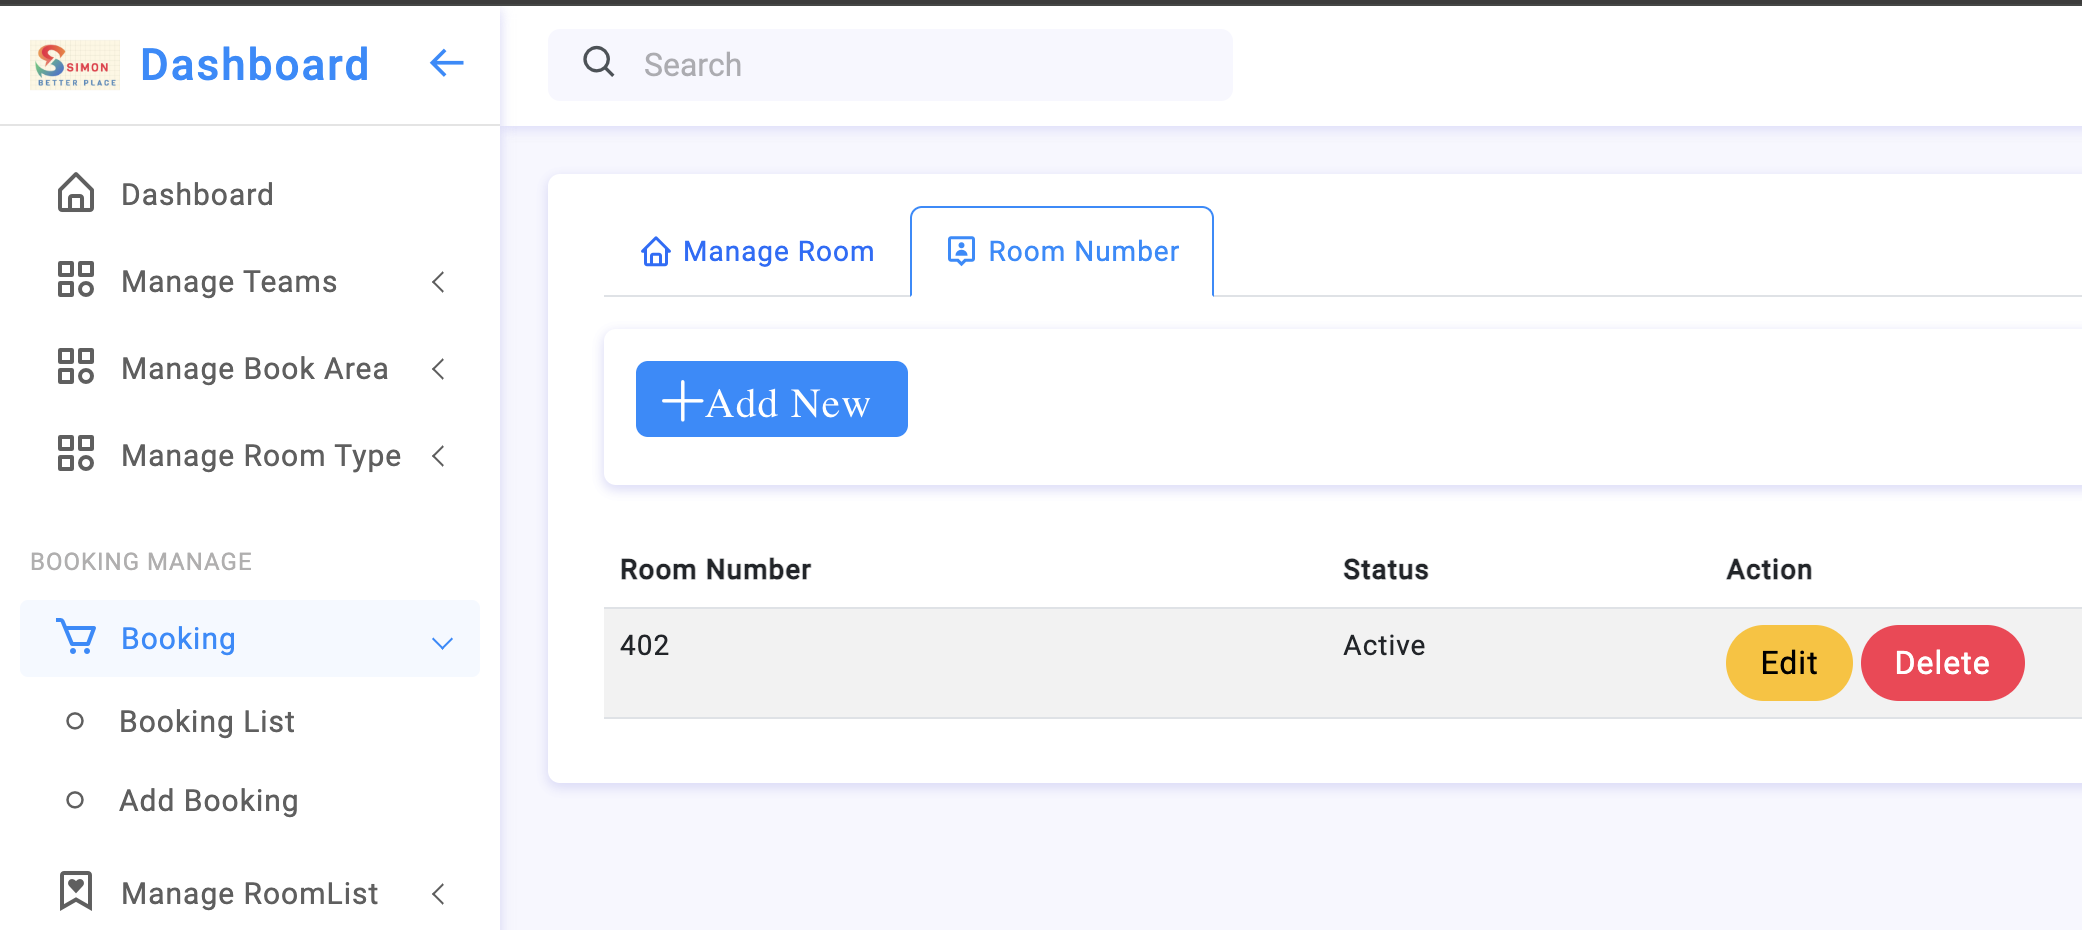 SIMON
BETTER PLACE
Dashboard
Search
Dashboard
Manage Teams
Manage Book Area
Manage Room Type
BOOKING MANAGE
Booking
Booking List
Add Booking
Manage RoomList
Manage Room
Room Number
Add New
Room Number Status Action
402 Active Edit Delete